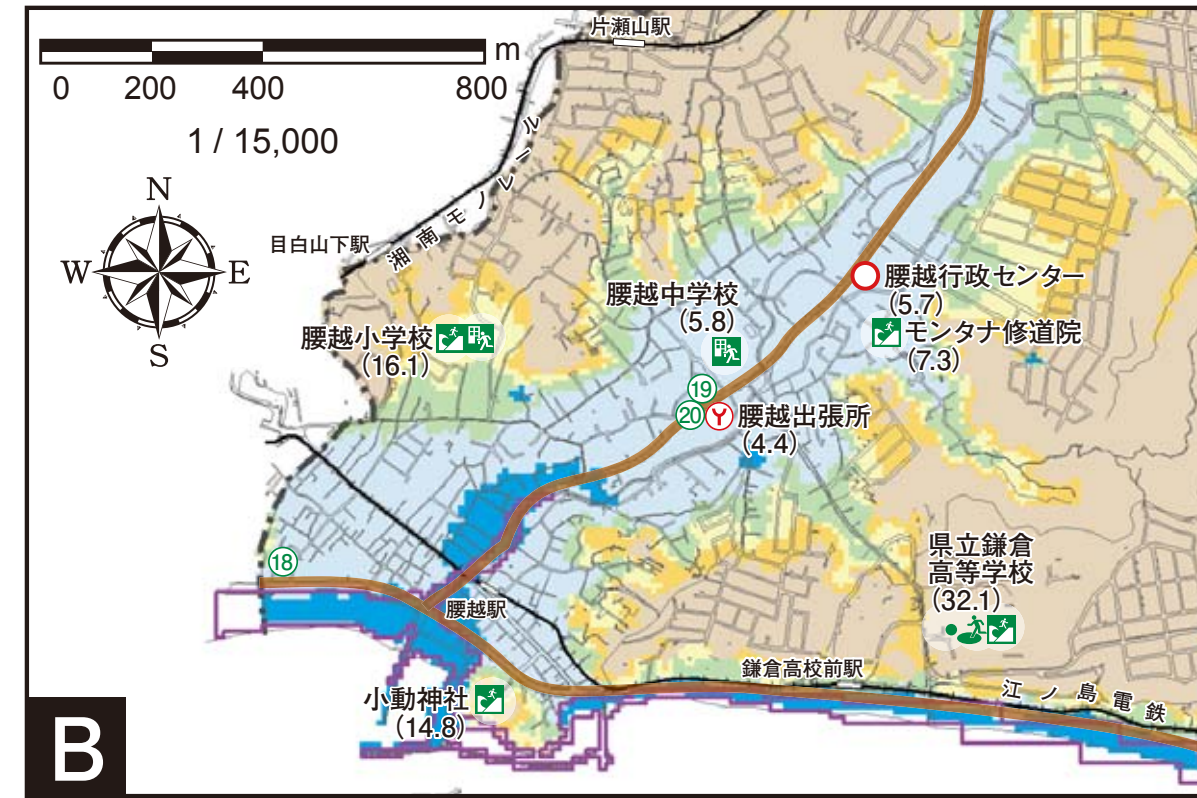 片瀬山駅
m
0 200 400 800
1 / 15,000
N
W E
S
湘南モノレール
目白山下駅
腰越行政センター
(5.7)
腰越中学校
(5.8)
モンタナ修道院
(7.3)
腰越小学校
(16.1)
19
20
Y
腰越出張所
(4.4)
18
県立鎌倉
高等学校
(32.1)
腰越駅
鎌倉高校前駅
江ノ島電鉄
小動神社
(14.8)
B